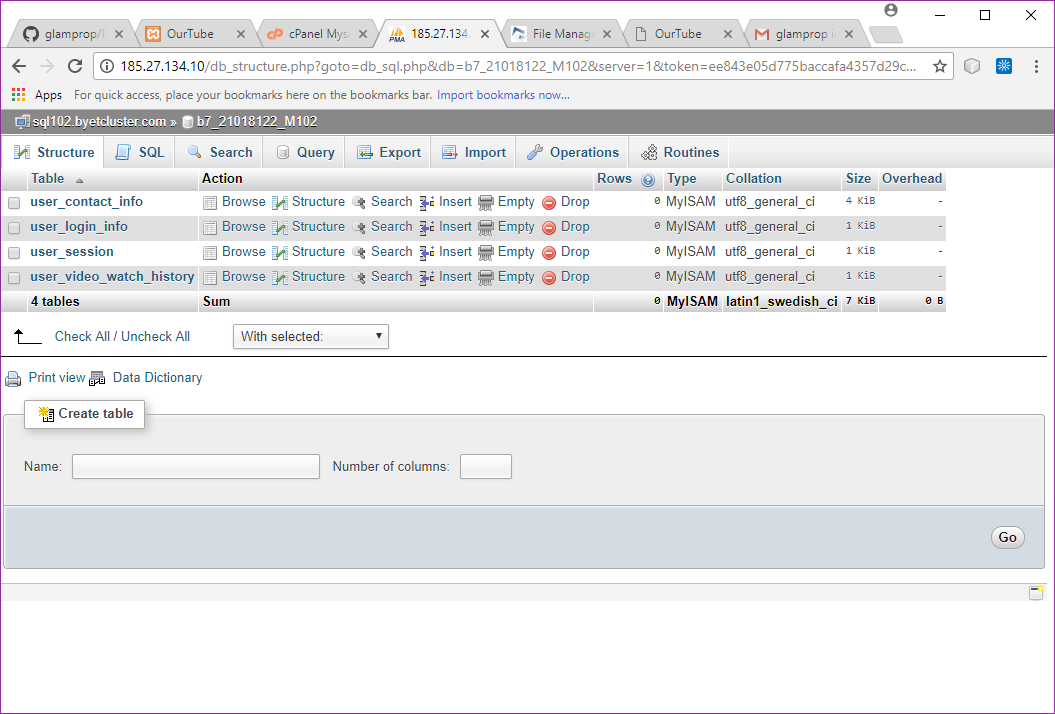 glamprop/F OurTube cPanel Mys 185.27.134. File Manag OurTube glamprop i
185.27.134.10/db_structure.php?goto=db_sql.php&db=b7_21018122_M102&server=1&token=ee843e05d775baccafa4357d29c...
Apps For quick access, place your bookmarks here on the bookmarks bar. Import bookmarks now...
sql102.byetcluster.com » b7_21018122_M102
Structure SQL Search Query Export Import Operations Routines
Table Action Rows Type Collation Size Overhead
user_contact_info Browse Structure Search Insert Empty Drop 0 MyISAM utf8_general_ci 4 KiB -
user_login_info Browse Structure Search Insert Empty Drop 0 MyISAM utf8_general_ci 1 KiB -
user_session Browse Structure Search Insert Empty Drop 0 MyISAM utf8_general_ci 1 KiB -
user_video_watch_history Browse Structure Search Insert Empty Drop 0 MyISAM utf8_general_ci 1 KiB -
4 tables Sum 0 MyISAM latin1_swedish_ci 7 KiB 0 B
Check All / Uncheck All With selected:
Print view Data Dictionary
Create table
Name: Number of columns:
Go